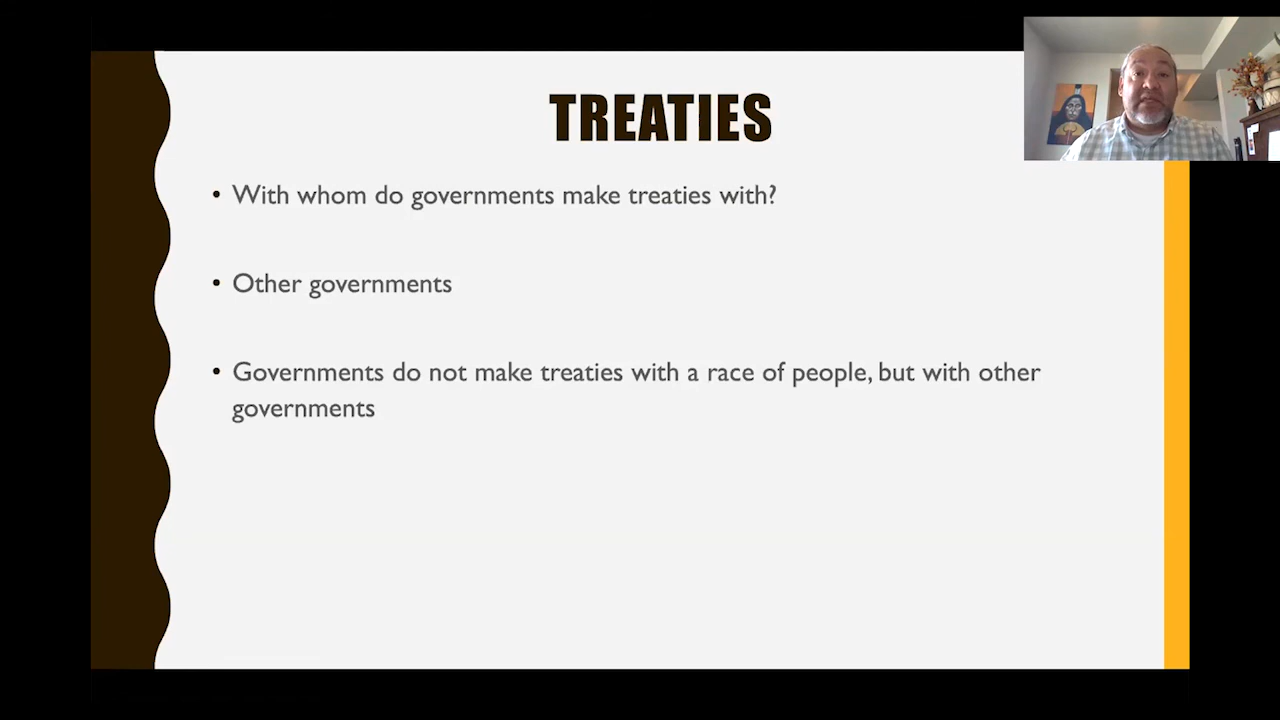 TREATIES
• With whom do governments make treaties with?
• Other governments
• Governments do not make treaties with a race of people, but with other
governments